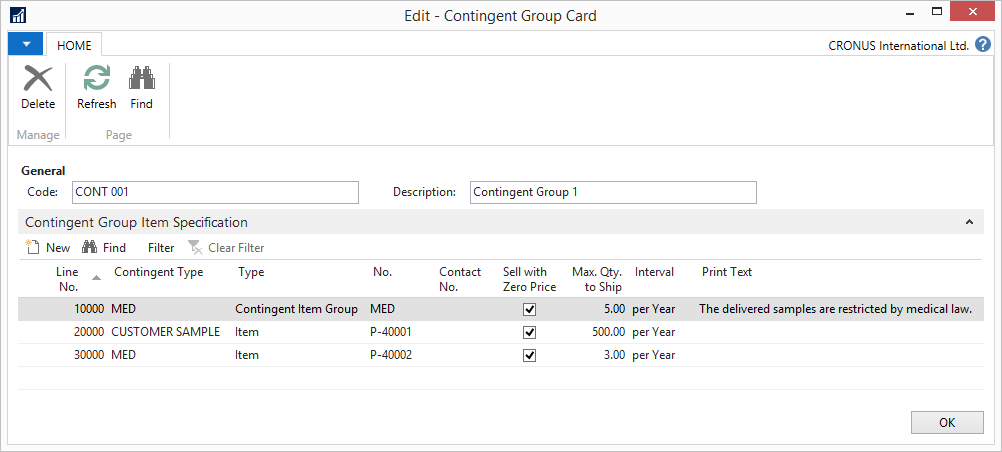 Edit - Contingent Group Card
HOME
CRONUS International Ltd.
Delete
Refresh
Find
Manage
Page
General
Code: CONT 001 Description: Contingent Group 1
Contingent Group Item Specification
New Find Filter Clear Filter
Line No. Contingent Type Type No. Contact No. Sell with Zero Price Max. Qty. to Ship Interval Print Text
10000 MED Contingent Item Group MED 5.00 per Year The delivered samples are restricted by medical law.
20000 CUSTOMER SAMPLE Item P-40001 500.00 per Year
30000 MED Item P-40002 3.00 per Year
OK